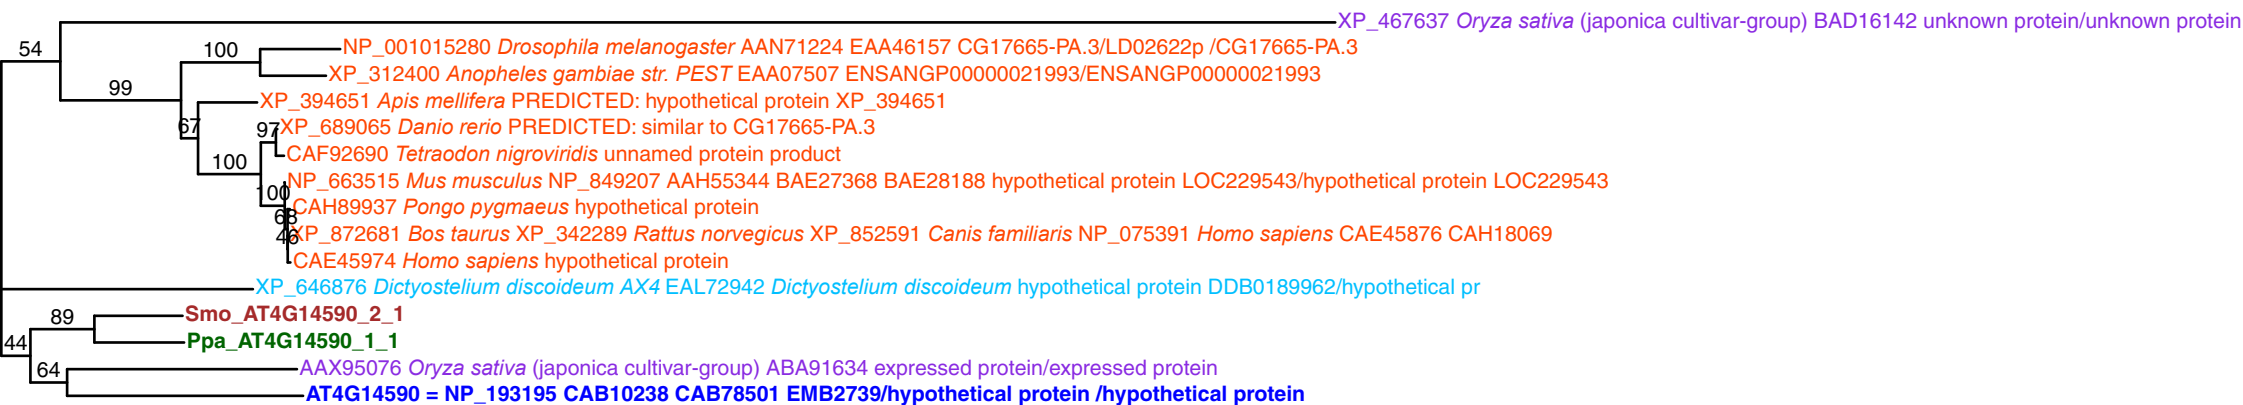 XP_467637 Oryza sativa (japonica cultivar-group) BAD16142 unknown protein/unknown protein
54
100 NP_001015280 Drosophila melanogaster AAN71224 EAA46157 CG17665-PA.3/LD02622p /CG17665-PA.3
XP_312400 Anopheles gambiae str. PEST EAA07507 ENSANGP00000021993/ENSANGP00000021993
99
XP_394651 Apis mellifera PREDICTED: hypothetical protein XP_394651
67 97 XP_689065 Danio rerio PREDICTED: similar to CG17665-PA.3
100 CAF92690 Tetraodon nigroviridis unnamed protein product
NP_663515 Mus musculus NP_849207 AAH55344 BAE27368 BAE28188 hypothetical protein LOC229543/hypothetical protein LOC229543
100
CAH89937 Pongo pygmaeus hypothetical protein
68
46 XP_872681 Bos taurus XP_342289 Rattus norvegicus XP_852591 Canis familiaris NP_075391 Homo sapiens CAE45876 CAH18069
CAE45974 Homo sapiens hypothetical protein
XP_646876 Dictyostelium discoideum AX4 EAL72942 Dictyostelium discoideum hypothetical protein DDB0189962/hypothetical pr
89 Smo_AT4G14590_2_1
44 Ppa_AT4G14590_1_1
64 AAX95076 Oryza sativa (japonica cultivar-group) ABA91634 expressed protein/expressed protein
AT4G14590 = NP_193195 CAB10238 CAB78501 EMB2739/hypothetical protein /hypothetical protein